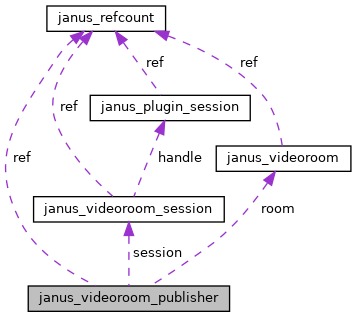 janus_refcount
ref
ref
janus_plugin_session
ref
ref
handle
janus_videoroom
janus_videoroom_session
room
session
janus_videoroom_publisher